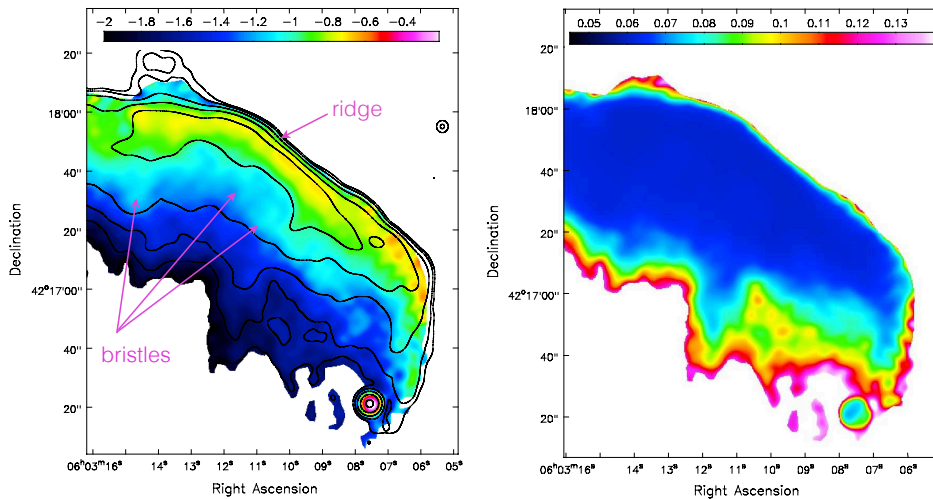 −2 −1.8 −1.6 −1.4 −1.2 −1 −0.8 −0.6 −0.4
20"
18'00"
40"
20"
42°17'00"
40"
20"
Declination
ridge
bristles
06ʰ03ᵐ16ˢ 14ˢ 13ˢ 12ˢ 11ˢ 10ˢ 09ˢ 08ˢ 07ˢ 06ˢ 05ˢ
Right Ascension
0.05 0.06 0.07 0.08 0.09 0.1 0.11 0.12 0.13
20"
18'00"
40"
20"
42°17'00"
40"
20"
Declination
06ʰ03ᵐ16ˢ 14ˢ 13ˢ 12ˢ 11ˢ 10ˢ 09ˢ 08ˢ 07ˢ 06ˢ
Right Ascension